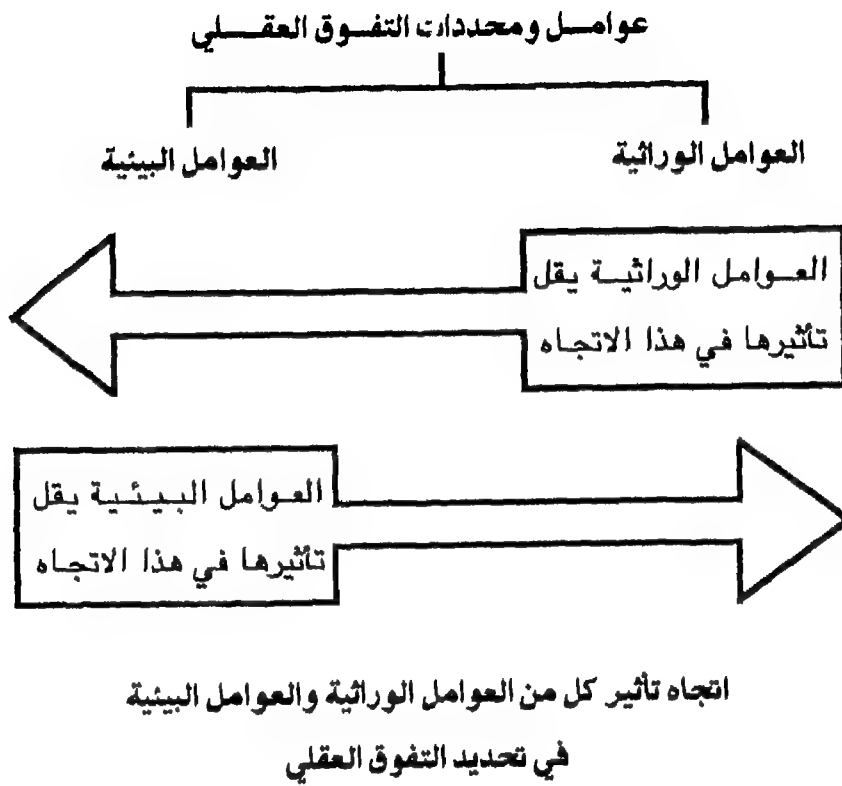 عوامل ومحددات التفوق العقلي
العوامل الوراثية
العوامل البيئية
العوامل الوراثية يقل
تأثيرها في هذا الاتجاه
العوامل البيئية يقل
تأثيرها في هذا الاتجاه
اتجاه تأثير كل من العوامل الوراثية والعوامل البيئية
في تحديد التفوق العقلي